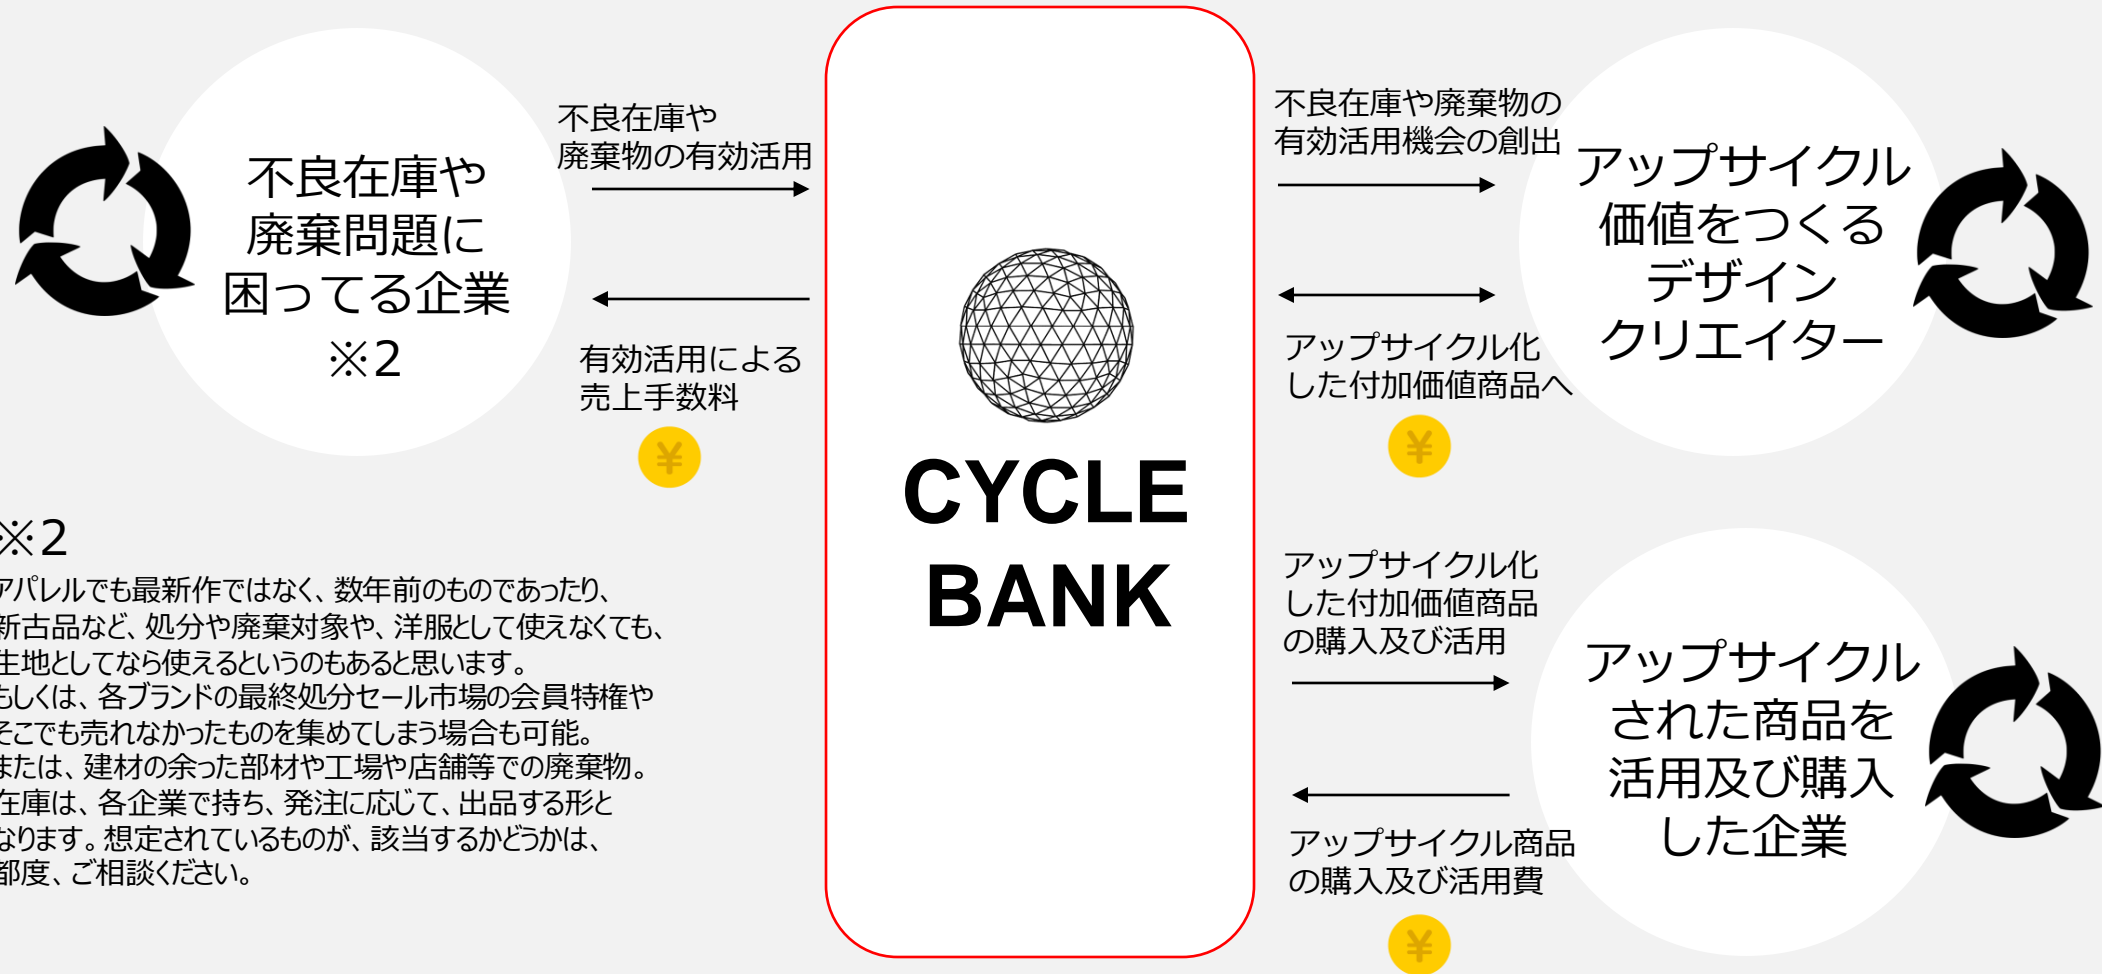 不良在庫や
廃棄問題に
困ってる企業
※2
不良在庫や
廃棄物の有効活用
有効活用による
売上手数料
¥
※2
アパレルでも最新作ではなく、数年前のものであったり、
新古品など、処分や廃棄対象や、洋服として使えなくても、
生地としてなら使えるというのもあると思います。
もしくは、各ブランドの最終処分セール市場の会員特権や
そこでも売れなかったものを集めてしまう場合も可能。
または、建材の余った部材や工場や店舗等での廃棄物。
在庫は、各企業で持ち、発注に応じて、出品する形と
なります。想定されているものが、該当するかどうかは、
都度、ご相談ください。
CYCLE
BANK
不良在庫や廃棄物の
有効活用機会の創出
アップサイクル化
した付加価値商品へ
¥
アップサイクル
価値をつくる
デザイン
クリエイター
アップサイクル化
した付加価値商品
の購入及び活用
アップサイクル商品
の購入及び活用費
¥
アップサイクル
された商品を
活用及び購入
した企業